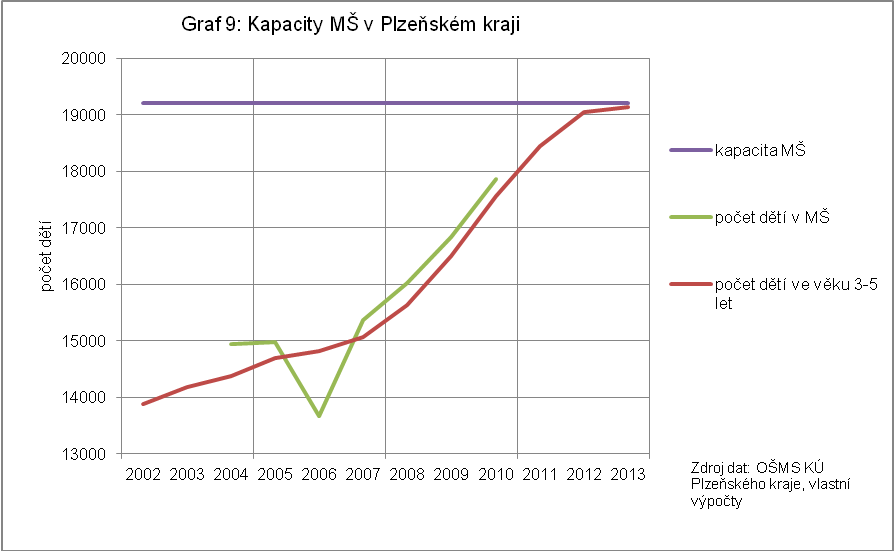 Graf 9: Kapacity MŠ v Plzeňském kraji
20000
19000
18000
17000
16000
15000
14000
13000
počet dětí
2002 2003 2004 2005 2006 2007 2008 2009 2010 2011 2012 2013
kapacita MŠ
počet dětí v MŠ
počet dětí ve věku 3-5
let
Zdroj dat: OŠMS KÚ
Plzeňského kraje, vlastní
výpočty